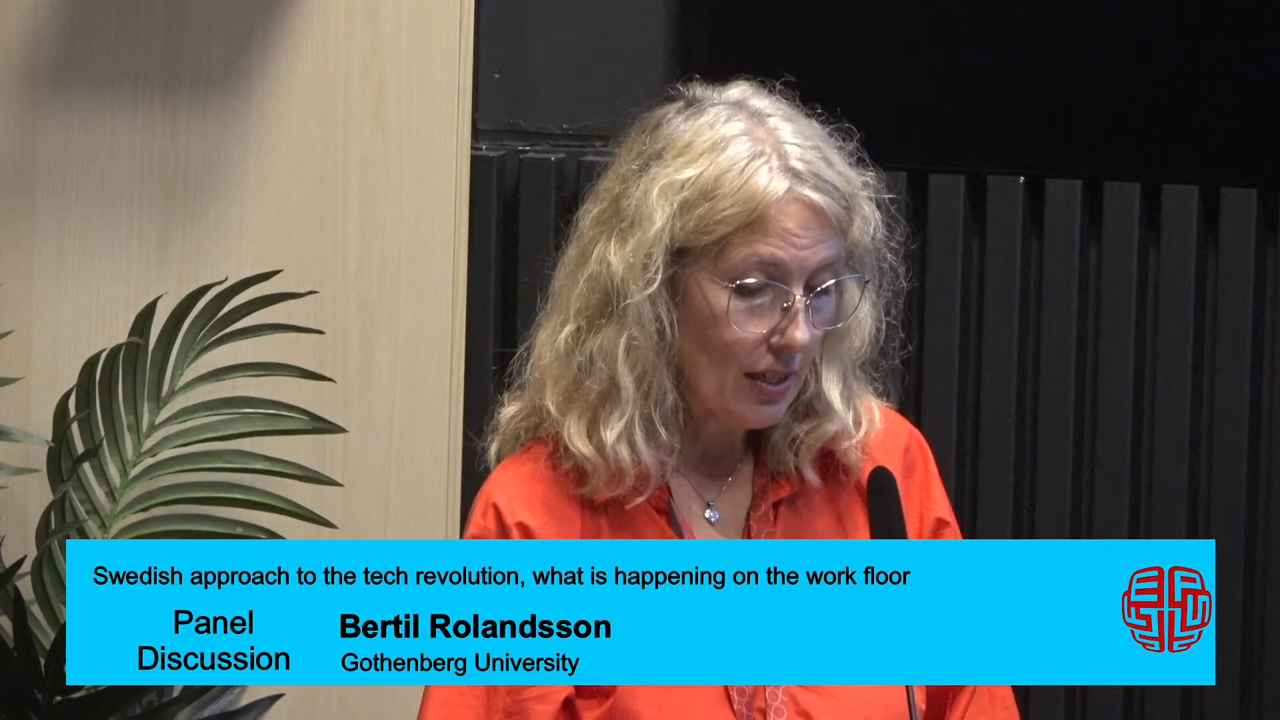 Swedish approach to the tech revolution, what is happening on the work floor
Panel
Discussion
Bertil Rolandsson
Gothenberg University